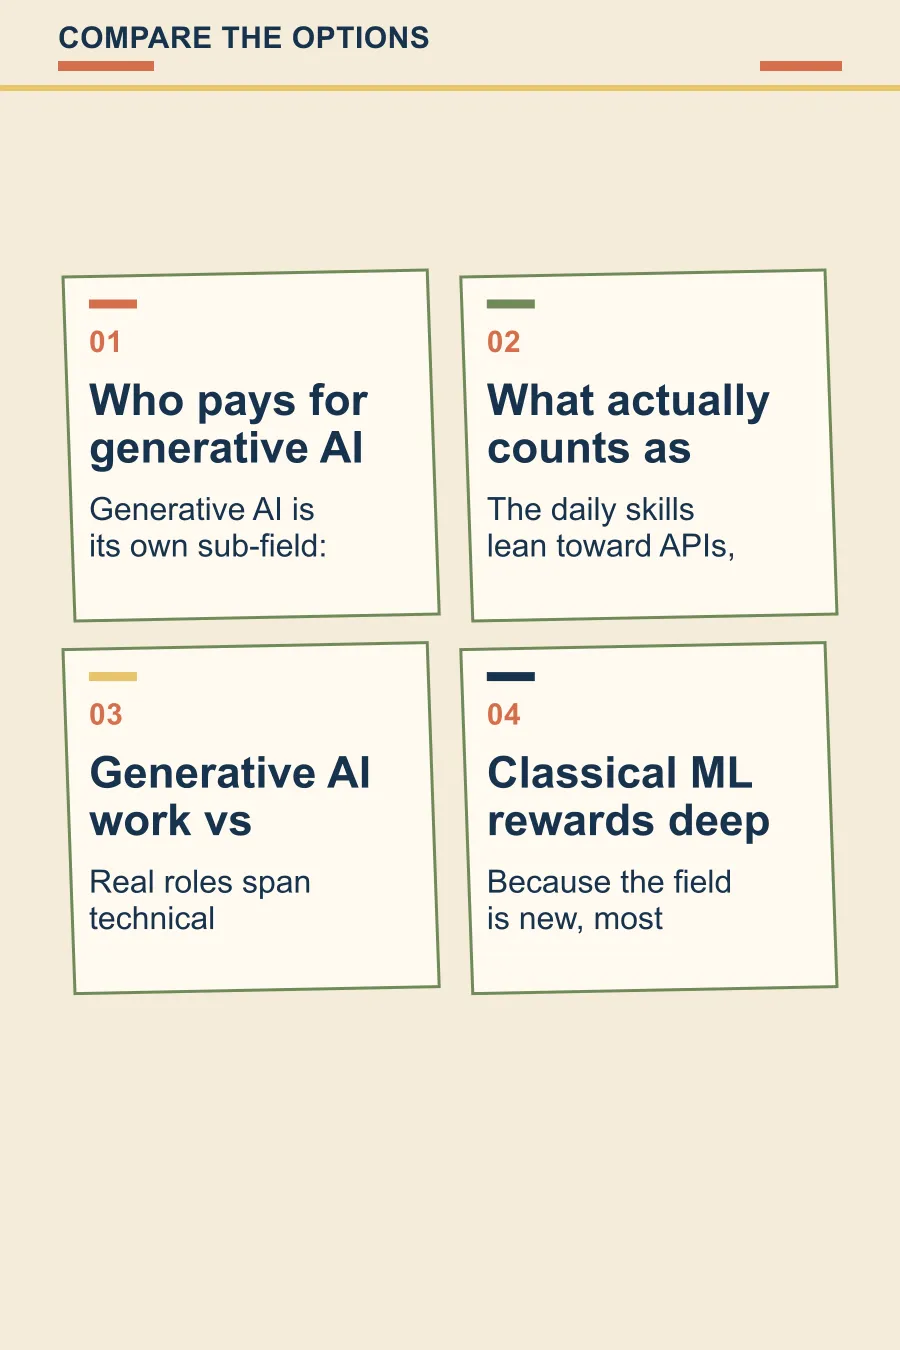 COMPARE THE OPTIONS
01
Who pays for
generative AI
Generative AI is
its own sub-field:
02
What actually
counts as
The daily skills
lean toward APIs,
03
Generative AI
work vs
Real roles span
technical
04
Classical ML
rewards deep
Because the field
is new, most